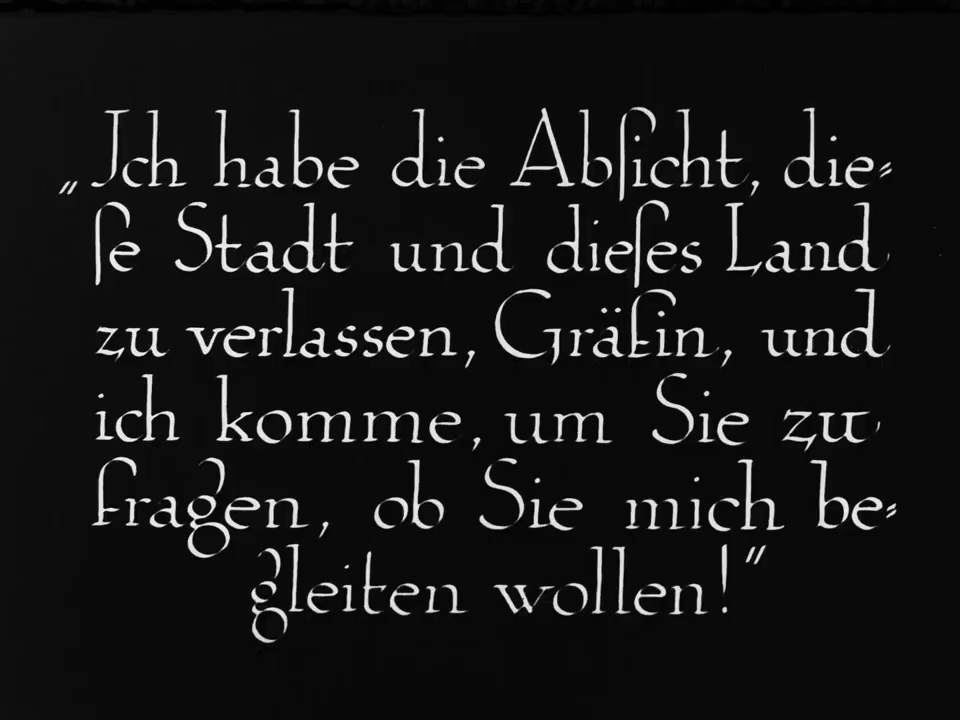 „Ich habe die Abſicht, die⸗
ſe Stadt und dieſes Land
zu verlassen, Gräfin, und
ich komme, um Sie zu
fragen, ob Sie mich be⸗
gleiten wollen!"